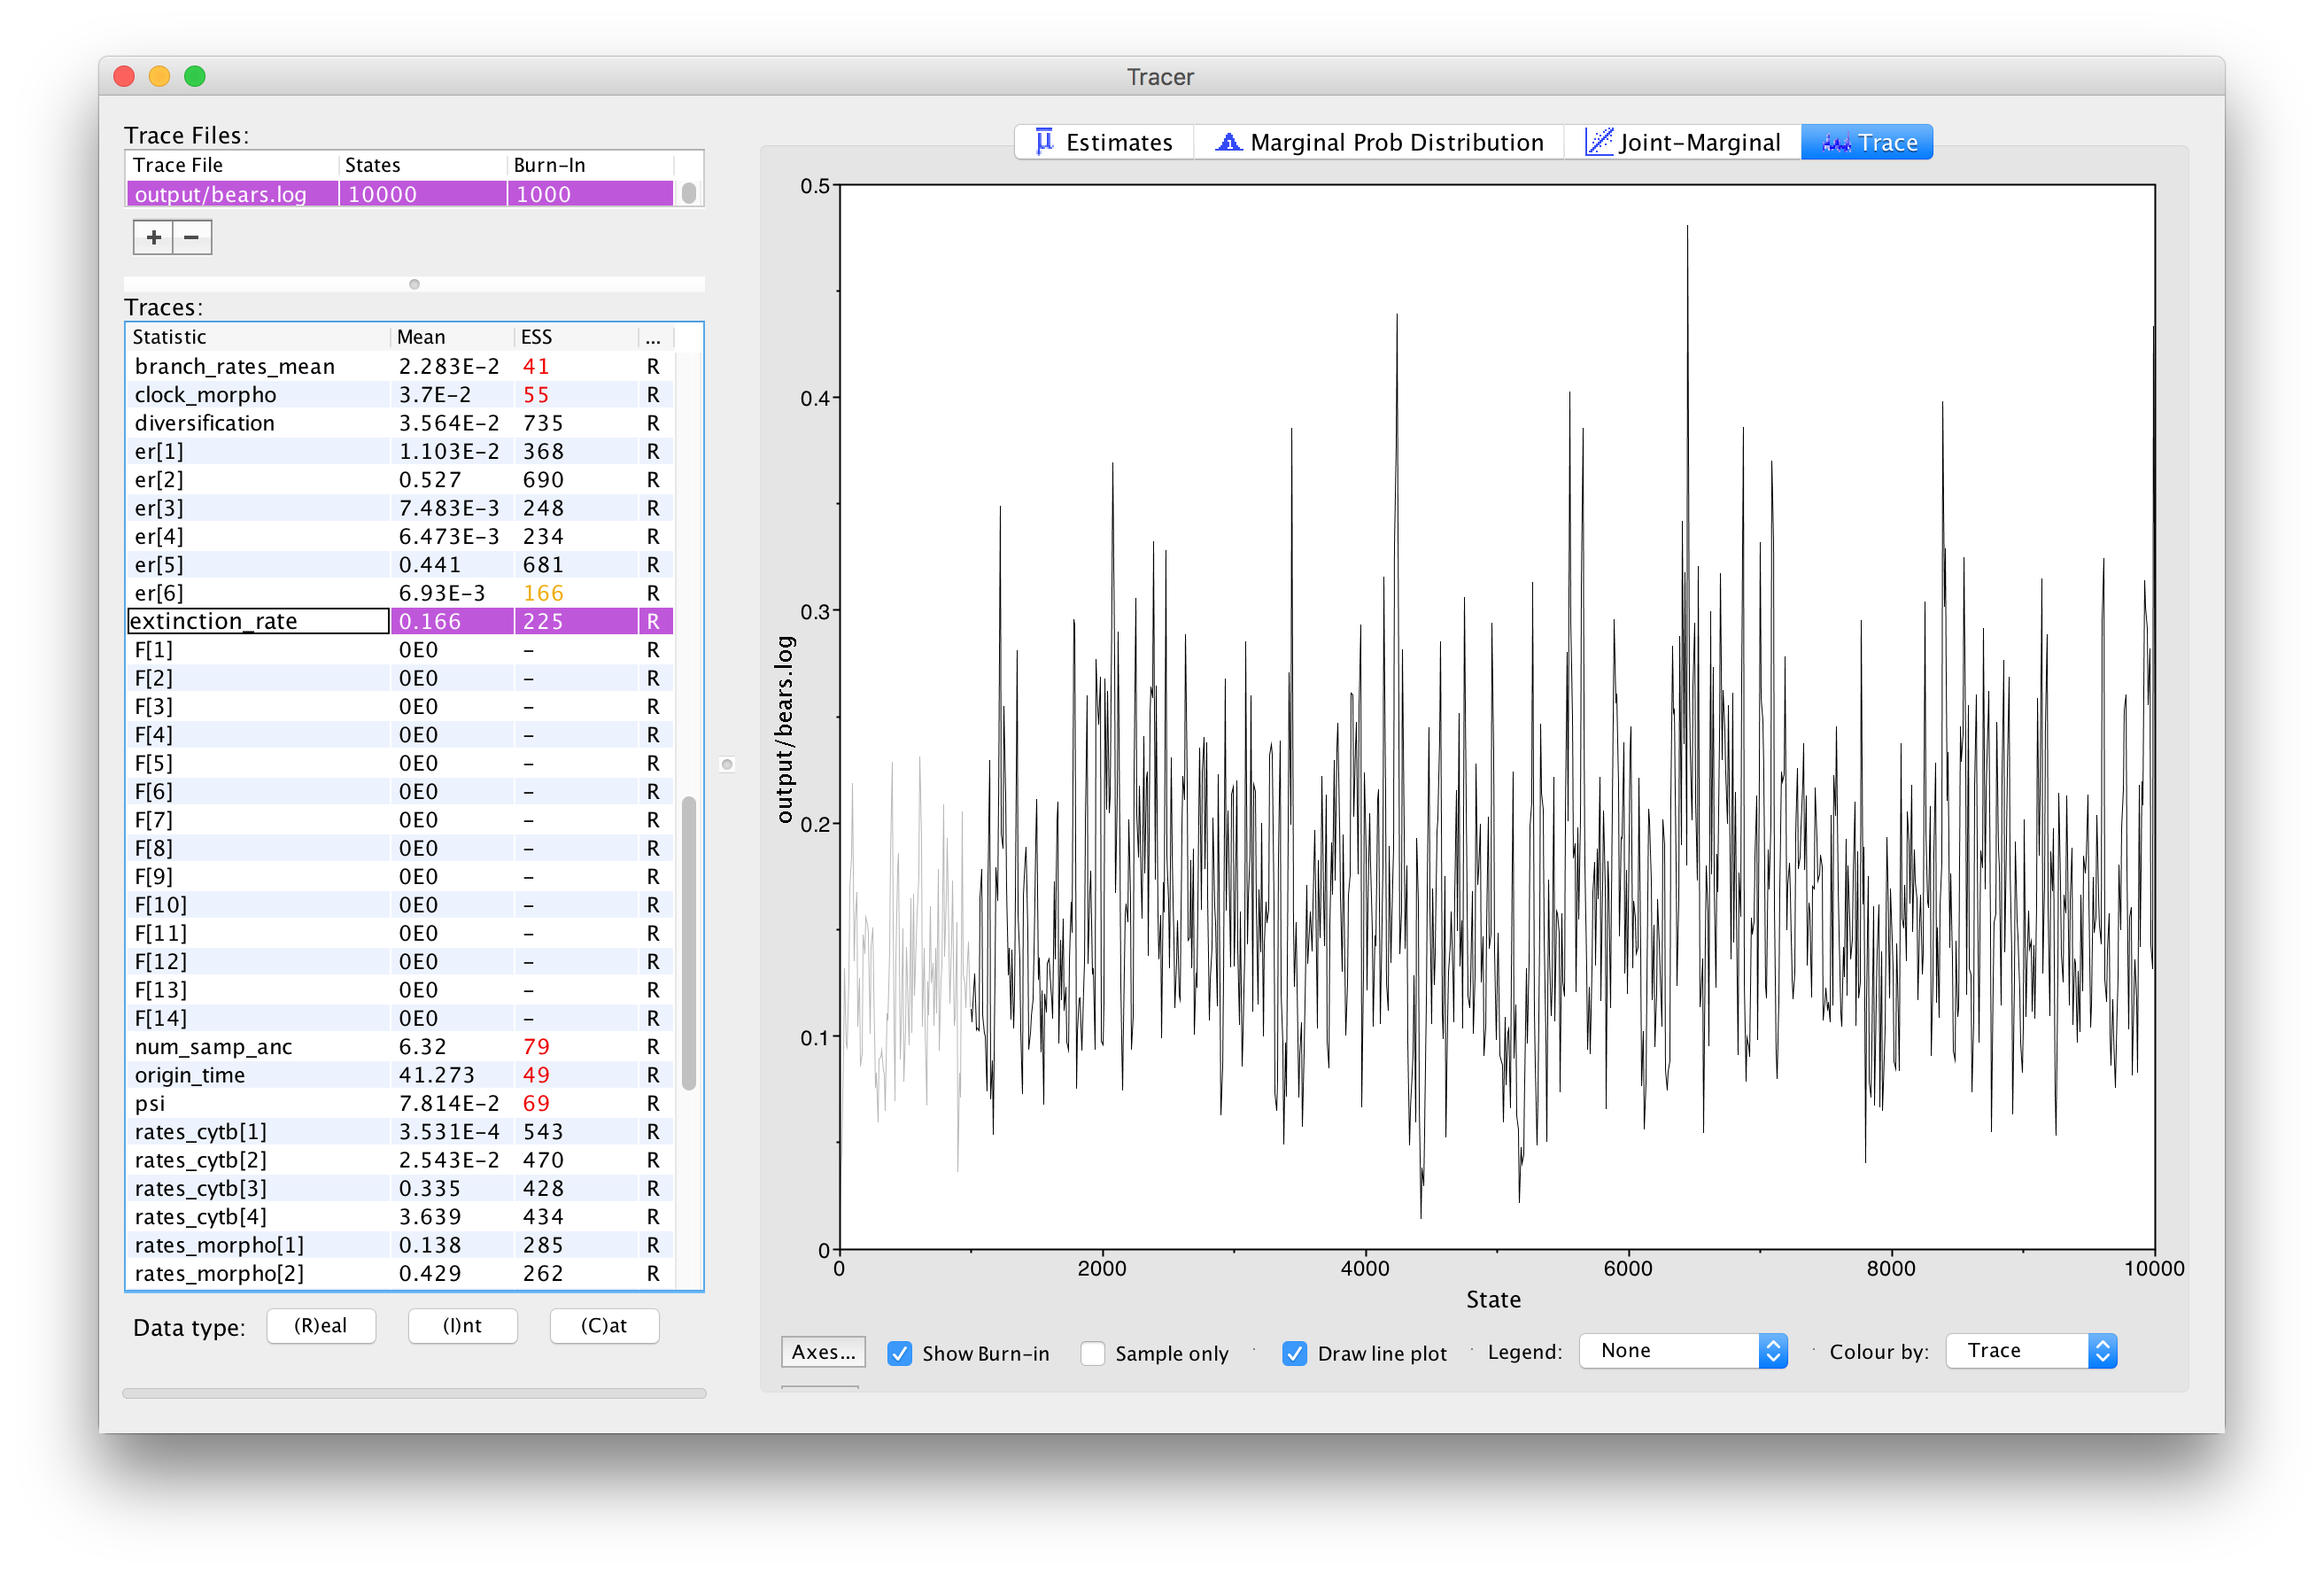 Tracer
Trace Files:
Trace File States Burn-In
output/bears.log 10000 1000
+ −
Traces:
Statistic Mean ESS ...
branch_rates_mean 2.283E-2 41 R
clock_morpho 3.7E-2 55 R
diversification 3.564E-2 735 R
er[1] 1.103E-2 368 R
er[2] 0.527 690 R
er[3] 7.483E-3 248 R
er[4] 6.473E-3 234 R
er[5] 0.441 681 R
er[6] 6.93E-3 166 R
extinction_rate 0.166 225 R
F[1] 0E0 - R
F[2] 0E0 - R
F[3] 0E0 - R
F[4] 0E0 - R
F[5] 0E0 - R
F[6] 0E0 - R
F[7] 0E0 - R
F[8] 0E0 - R
F[9] 0E0 - R
F[10] 0E0 - R
F[11] 0E0 - R
F[12] 0E0 - R
F[13] 0E0 - R
F[14] 0E0 - R
num_samp_anc 6.32 79 R
origin_time 41.273 49 R
psi 7.814E-2 69 R
rates_cytb[1] 3.531E-4 543 R
rates_cytb[2] 2.543E-2 470 R
rates_cytb[3] 0.335 428 R
rates_cytb[4] 3.639 434 R
rates_morpho[1] 0.138 285 R
rates_morpho[2] 0.429 262 R
Data type: (R)eal (I)nt (C)at
Estimates Marginal Prob Distribution Joint-Marginal Trace
0.5
0.4
0.3
0.2
0.1
0
output/bears.log
0 2000 4000 6000 8000 10000
State
Axes... Show Burn-in Sample only Draw line plot Legend: None Colour by: Trace